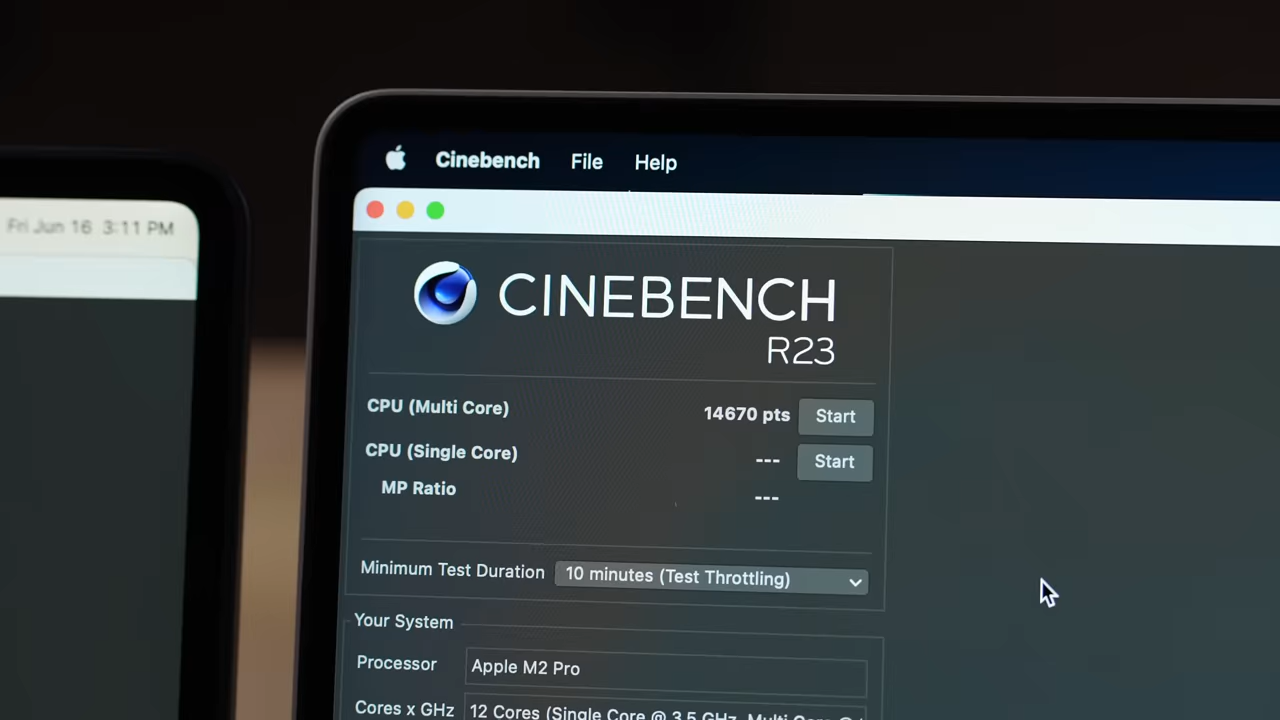 Fri Jun 16 3:11 PM
Cinebench File Help
CINEBENCH
R23
CPU (Multi Core) 14670 pts Start
CPU (Single Core) --- Start
MP Ratio ---
Minimum Test Duration 10 minutes (Test Throttling)
Your System
Processor Apple M2 Pro
Cores x GHz 12 Cores (Single Core @ 3.5 GHz, Multi Core @